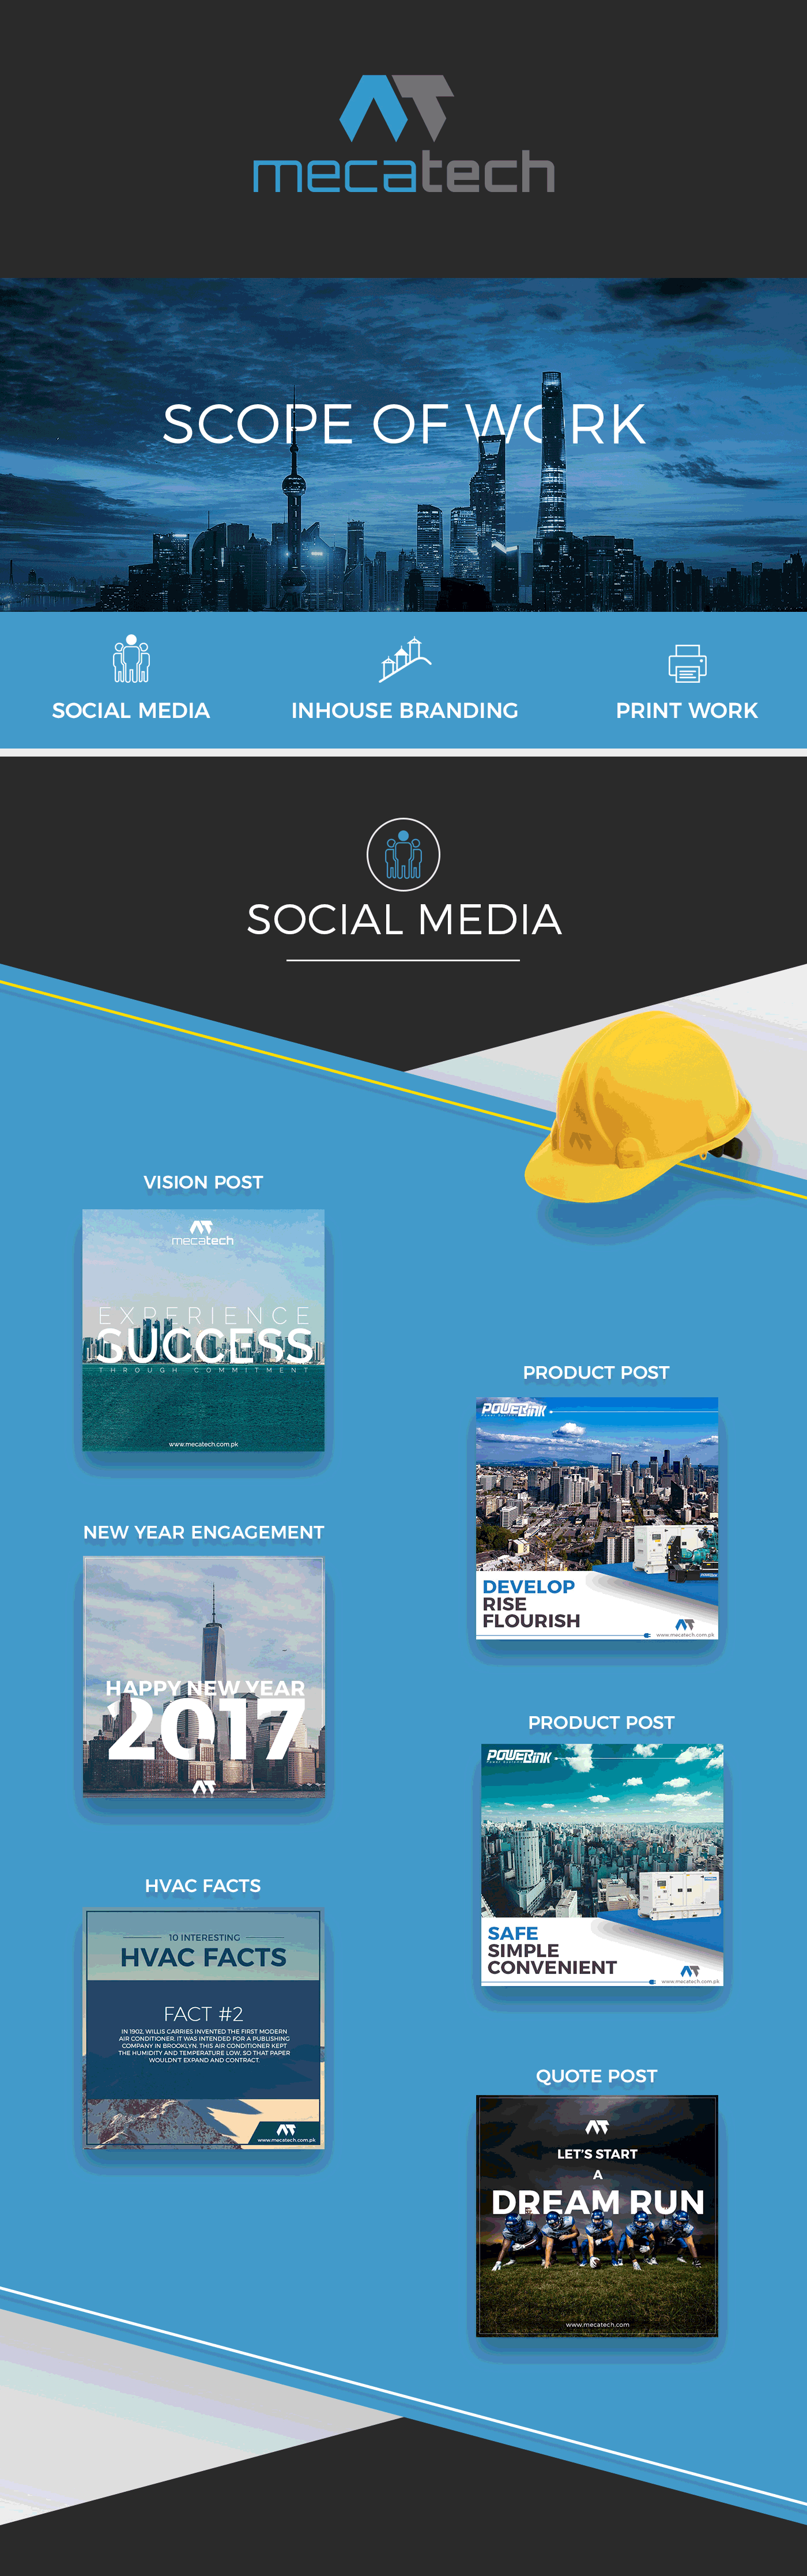 mecatech
SCOPE OF WORK
SOCIAL MEDIA
INHOUSE BRANDING
PRINT WORK
SOCIAL MEDIA
VISION POST
mecatech
EXPERIENCE
SUCCESS
THROUGH COMMITMENT
www.mecatech.com.pk
PRODUCT POST
POWERLink
DEVELOP
RISE
FLOURISH
www.mecatech.com.pk
NEW YEAR ENGAGEMENT
HAPPY NEW YEAR
2017
PRODUCT POST
POWERLink
SAFE
SIMPLE
CONVENIENT
www.mecatech.com.pk
HVAC FACTS
10 INTERESTING
HVAC FACTS
FACT #2
IN 1902, WILLIS CARRIES INVENTED THE FIRST MODERN
AIR CONDITIONER. IT WAS INTENDED FOR A PUBLISHING
COMPANY IN BROOKLYN. THIS AIR CONDITIONER KEPT
THE HUMIDITY AND TEMPERATURE LOW, SO THAT PAPER
WOULDN'T EXPAND AND CONTRACT.
www.mecatech.com.pk
QUOTE POST
LET'S START
A
DREAM RUN
www.mecatech.com